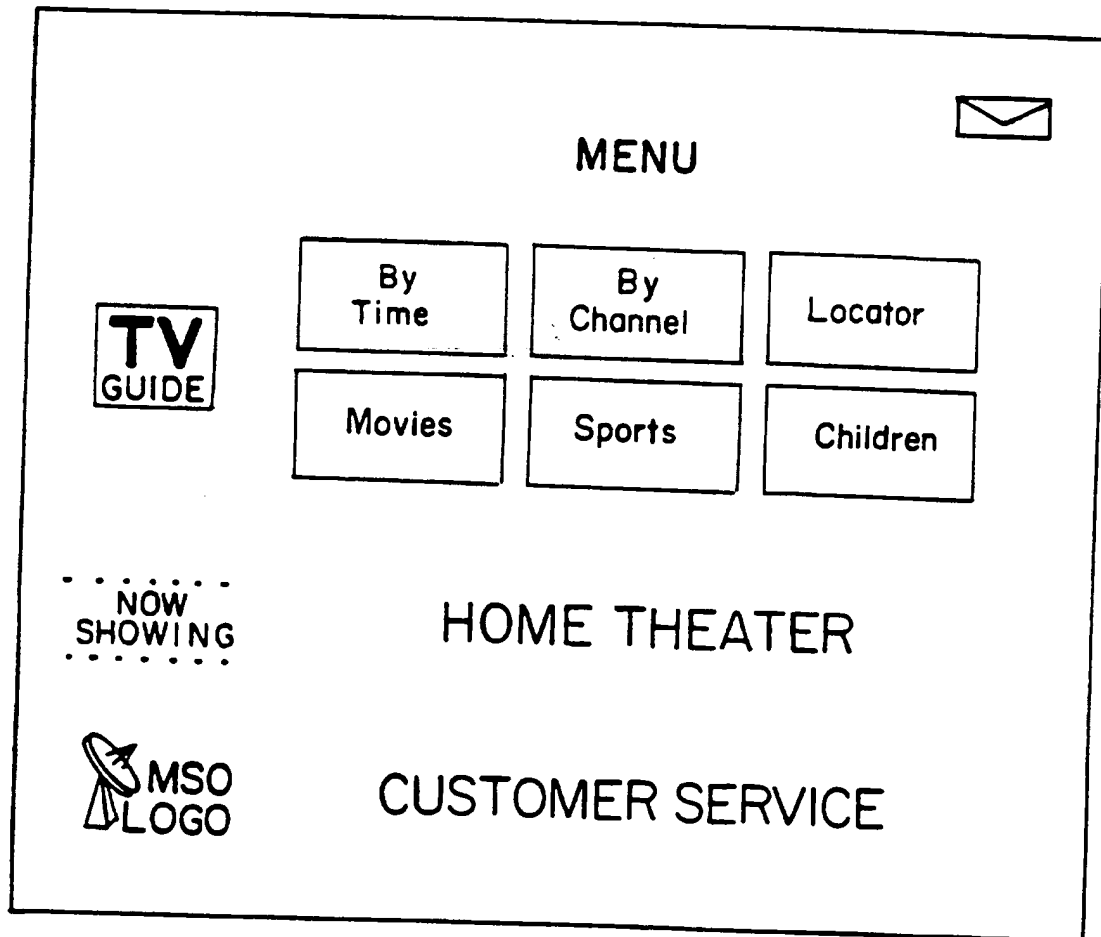 MENU
By
Time
By
Channel
Locator
TV
GUIDE
Movies
Sports
Children
NOW
SHOWING
HOME THEATER
MSO
LOGO
CUSTOMER SERVICE